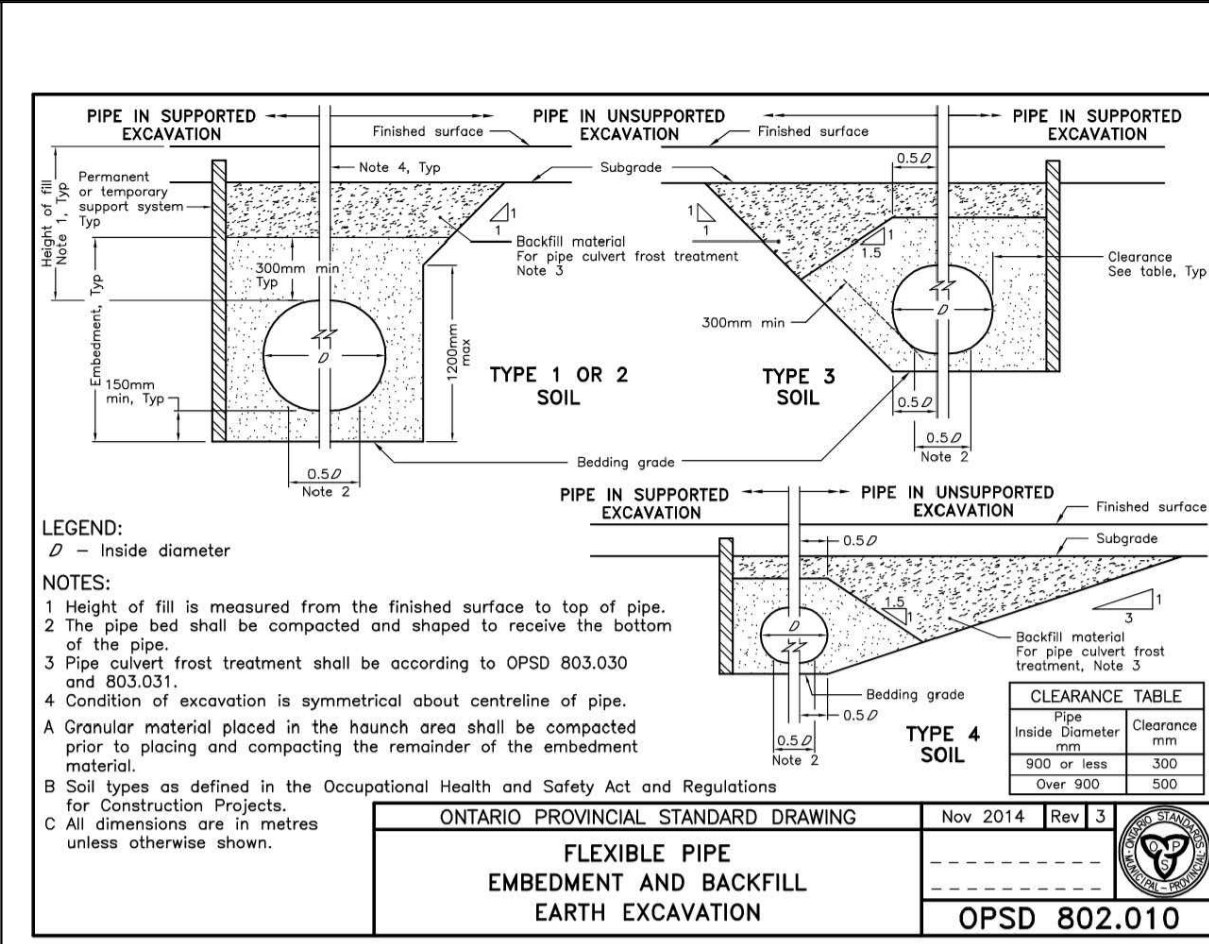 PIPE IN SUPPORTED
EXCAVATION
PIPE IN UNSUPPORTED
EXCAVATION
PIPE IN SUPPORTED
EXCAVATION
Finished surface
Finished surface
Note 4, Typ
Subgrade
0.5D
Permanent
or temporary
support system
Typ
Height of fill
Note 1, Typ
1
1
1
1
Backfill material
For pipe culvert frost treatment
Note 3
1
1.5
Clearance
See table, Typ
300mm min
Typ
300mm min
Embedment, Typ
D
D
1200mm
max
150mm
min, Typ
TYPE 1 OR 2
SOIL
TYPE 3
SOIL
0.5D
0.5D
Note 2
0.5D
Note 2
Bedding grade
PIPE IN SUPPORTED
EXCAVATION
PIPE IN UNSUPPORTED
EXCAVATION
Finished surface
Subgrade
0.5D
1.5
1
1
3
D
Backfill material
For pipe culvert frost
treatment, Note 3
Bedding grade
0.5D
0.5D
Note 2
TYPE 4
SOIL
LEGEND:
D – Inside diameter
NOTES:
1 Height of fill is measured from the finished surface to top of pipe.
2 The pipe bed shall be compacted and shaped to receive the bottom
of the pipe.
3 Pipe culvert frost treatment shall be according to OPSD 803.030
and 803.031.
4 Condition of excavation is symmetrical about centreline of pipe.
A Granular material placed in the haunch area shall be compacted
prior to placing and compacting the remainder of the embedment
material.
B Soil types as defined in the Occupational Health and Safety Act and Regulations
for Construction Projects.
C All dimensions are in metres
unless otherwise shown.
CLEARANCE TABLE
Pipe
Inside Diameter
mm
Clearance
mm
900 or less 300
Over 900 500
ONTARIO PROVINCIAL STANDARD DRAWING
Nov 2014 Rev 3
FLEXIBLE PIPE
EMBEDMENT AND BACKFILL
EARTH EXCAVATION
ONTARIO STANDARDS
MUNICIPAL – PROVINCIAL
O P S
OPSD 802.010